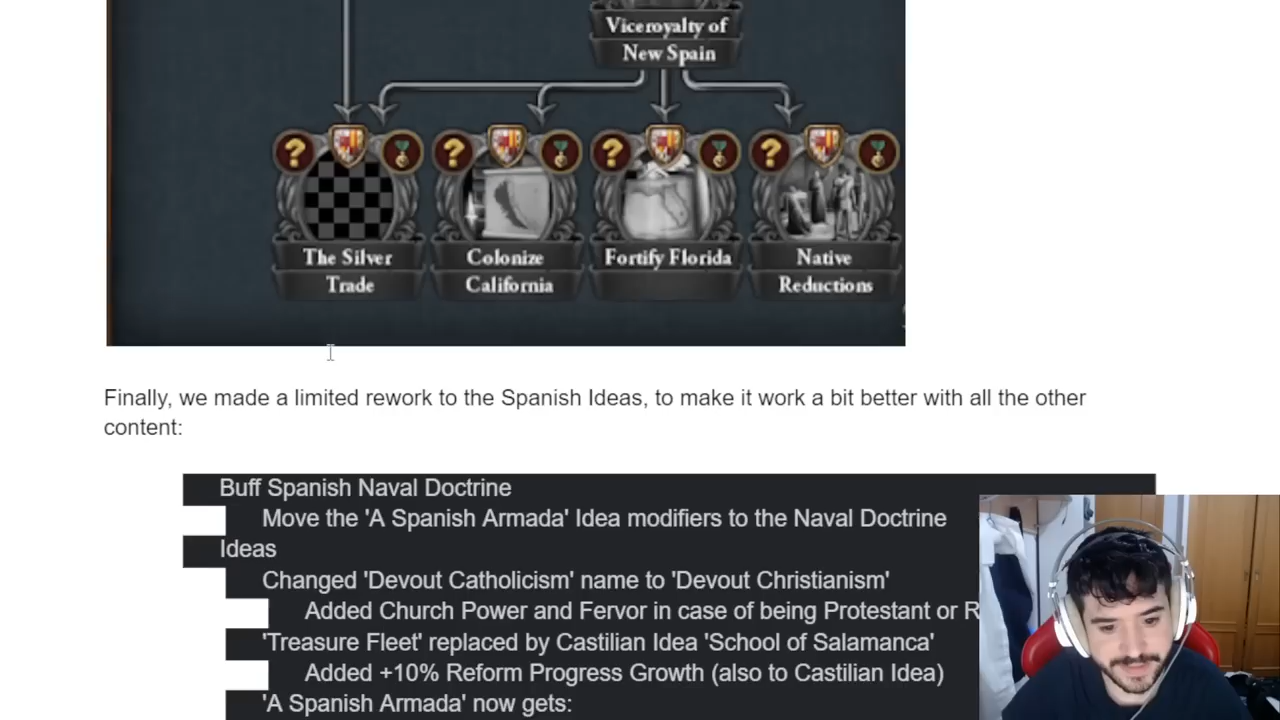 Viceroyalty of
New Spain
The Silver
Trade
Colonize
California
Fortify Florida
Native
Reductions
Finally, we made a limited rework to the Spanish Ideas, to make it work a bit better with all the other
content:
Buff Spanish Naval Doctrine
Move the 'A Spanish Armada' Idea modifiers to the Naval Doctrine
Ideas
Changed 'Devout Catholicism' name to 'Devout Christianism'
Added Church Power and Fervor in case of being Protestant or R
'Treasure Fleet' replaced by Castilian Idea 'School of Salamanca'
Added +10% Reform Progress Growth (also to Castilian Idea)
'A Spanish Armada' now gets: